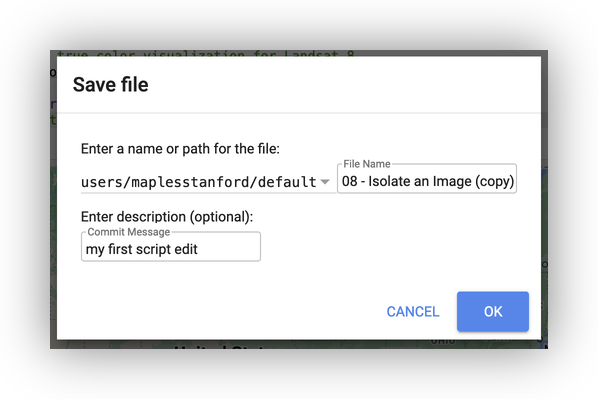 true color visualization for Landsat 8
Save file
Enter a name or path for the file:
File Name
users/maplesstanford/default
08 - Isolate an Image (copy)
Enter description (optional):
Commit Message
my first script edit
CANCEL
OK